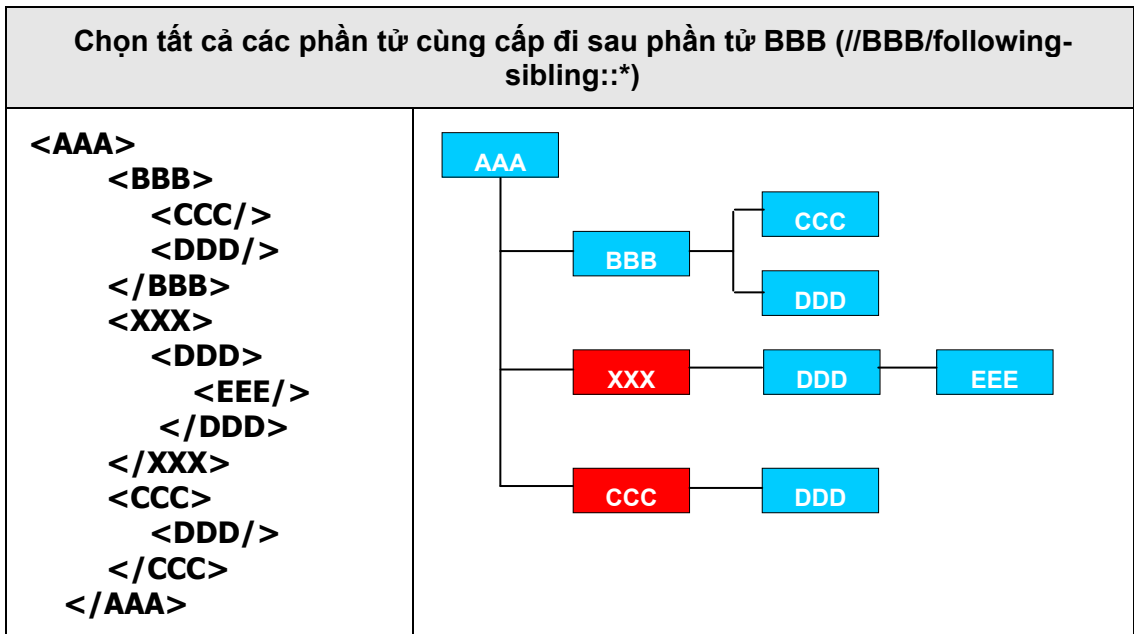 Chọn tất cả các phần tử cùng cấp đi sau phần tử BBB (//BBB/following-
sibling::*)
<AAA>
<BBB>
<CCC/>
<DDD/>
</BBB>
<XXX>
<DDD>
<EEE/>
</DDD>
</XXX>
<CCC>
<DDD/>
</CCC>
</AAA>
AAA
CCC
BBB
DDD
XXX DDD EEE
CCC DDD